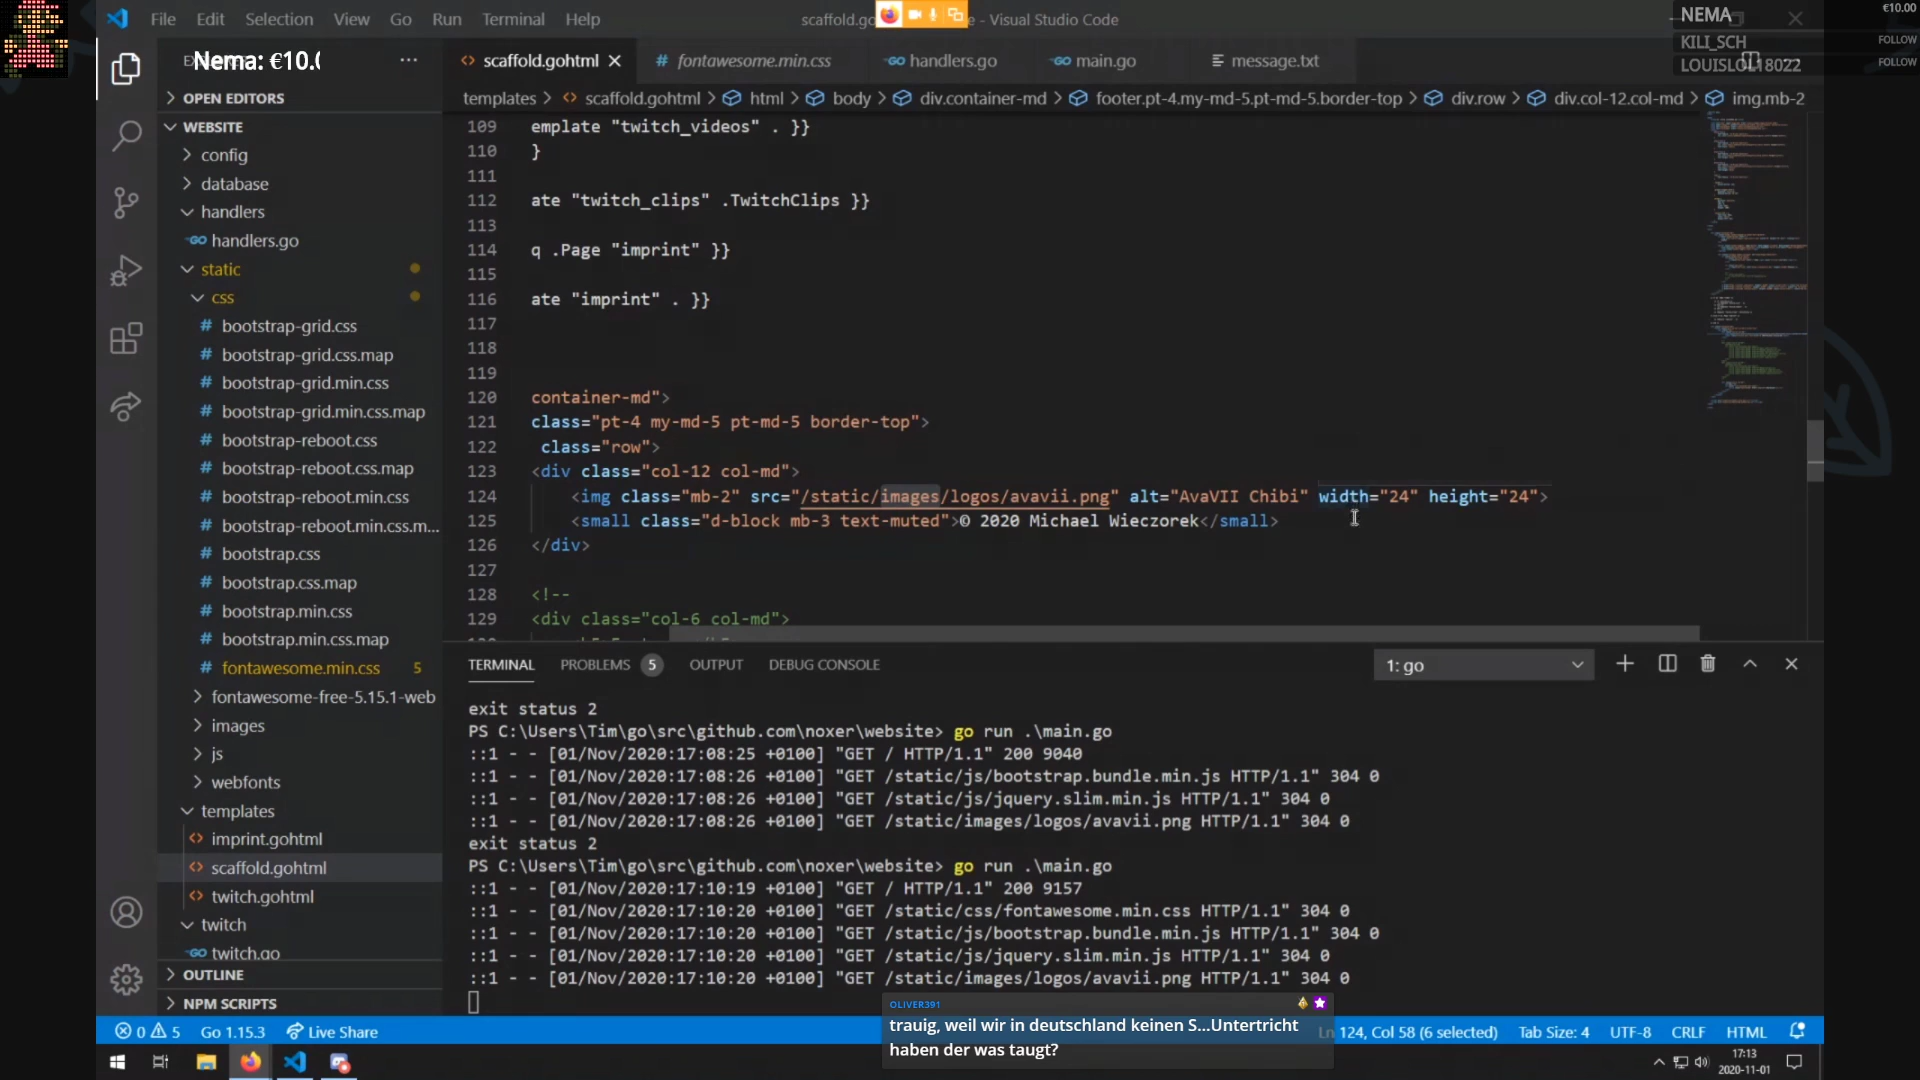 File Edit Selection View Go Run Terminal Help
scaffold.go
- Visual Studio Code
NEMA
€10.00
KILI_SCH
FOLLOW
LOUISLOL18022
FOLLOW
Nema: €10.0
scaffold.gohtml
# fontawesome.min.css
handlers.go
main.go
message.txt
templates > scaffold.gohtml > html > body > div.container-md > footer.pt-4.my-md-5.pt-md-5.border-top > div.row > div.col-12.col-md > img.mb-2
OPEN EDITORS
WEBSITE
config
database
handlers
handlers.go
static
css
# bootstrap-grid.css
# bootstrap-grid.css.map
# bootstrap-grid.min.css
# bootstrap-grid.min.css.map
# bootstrap-reboot.css
# bootstrap-reboot.css.map
# bootstrap-reboot.min.css
# bootstrap-reboot.min.css.m...
# bootstrap.css
# bootstrap.css.map
# bootstrap.min.css
# bootstrap.min.css.map
# fontawesome.min.css 5
fontawesome-free-5.15.1-web
images
js
webfonts
templates
imprint.gohtml
scaffold.gohtml
twitch.gohtml
twitch
twitch.go
OUTLINE
NPM SCRIPTS
109 emplate "twitch_videos" . }}
110 }
111
112 ate "twitch_clips" .TwitchClips }}
113
114 q .Page "imprint" }}
115
116 ate "imprint" . }}
117
118
119
120 container-md">
121 class="pt-4 my-md-5 pt-md-5 border-top">
122 class="row">
123 <div class="col-12 col-md">
124 <img class="mb-2" src="/static/images/logos/avavii.png" alt="AvaVII Chibi" width="24" height="24">
125 <small class="d-block mb-3 text-muted">© 2020 Michael Wieczorek</small>
126 </div>
127
128 <!--
129 <div class="col-6 col-md">
TERMINAL PROBLEMS 5 OUTPUT DEBUG CONSOLE
1: go
exit status 2
PS C:\Users\Tim\go\src\github.com\noxer\website> go run .\main.go
::1 - - [01/Nov/2020:17:08:25 +0100] "GET / HTTP/1.1" 200 9040
::1 - - [01/Nov/2020:17:08:26 +0100] "GET /static/js/bootstrap.bundle.min.js HTTP/1.1" 304 0
::1 - - [01/Nov/2020:17:08:26 +0100] "GET /static/js/jquery.slim.min.js HTTP/1.1" 304 0
::1 - - [01/Nov/2020:17:08:26 +0100] "GET /static/images/logos/avavii.png HTTP/1.1" 304 0
exit status 2
PS C:\Users\Tim\go\src\github.com\noxer\website> go run .\main.go
::1 - - [01/Nov/2020:17:10:19 +0100] "GET / HTTP/1.1" 200 9157
::1 - - [01/Nov/2020:17:10:20 +0100] "GET /static/css/fontawesome.min.css HTTP/1.1" 304 0
::1 - - [01/Nov/2020:17:10:20 +0100] "GET /static/js/bootstrap.bundle.min.js HTTP/1.1" 304 0
::1 - - [01/Nov/2020:17:10:20 +0100] "GET /static/js/jquery.slim.min.js HTTP/1.1" 304 0
::1 - - [01/Nov/2020:17:10:20 +0100] "GET /static/images/logos/avavii.png HTTP/1.1" 304 0
OLIVER391
trauig, weil wir in deutschland keinen S...Untertricht
haben der was taugt?
0 5 Go 1.15.3 Live Share
Ln 124, Col 58 (6 selected) Tab Size: 4 UTF-8 CRLF HTML
17:13
2020-11-01